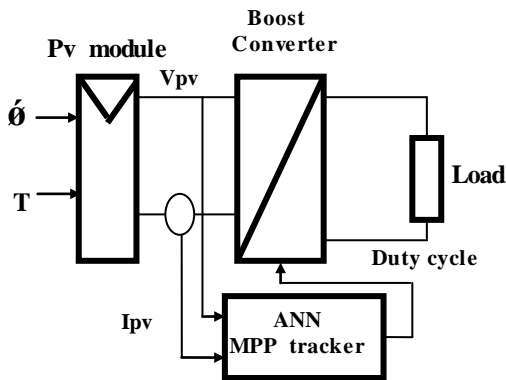 Boost
Converter
Pv module
Vpv
ǿ
T
Load
Duty cycle
Ipv
ANN
MPP tracker